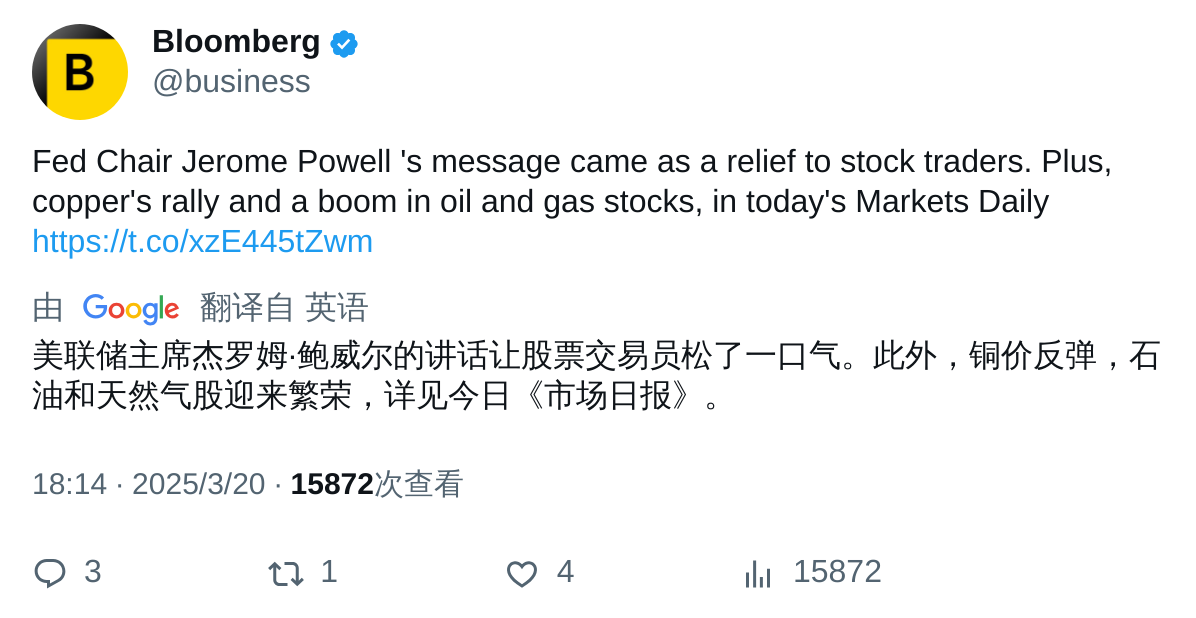 B
Bloomberg
@business
Fed Chair Jerome Powell 's message came as a relief to stock traders. Plus,
copper's rally and a boom in oil and gas stocks, in today's Markets Daily
https://t.co/xzE445tZwm
由 Google 翻译自 英语
美联储主席杰罗姆·鲍威尔的讲话让股票交易员松了一口气。此外，铜价反弹，石
油和天然气股迎来繁荣，详见今日《市场日报》。
18:14 · 2025/3/20 · 15872次查看
3 1 4 15872